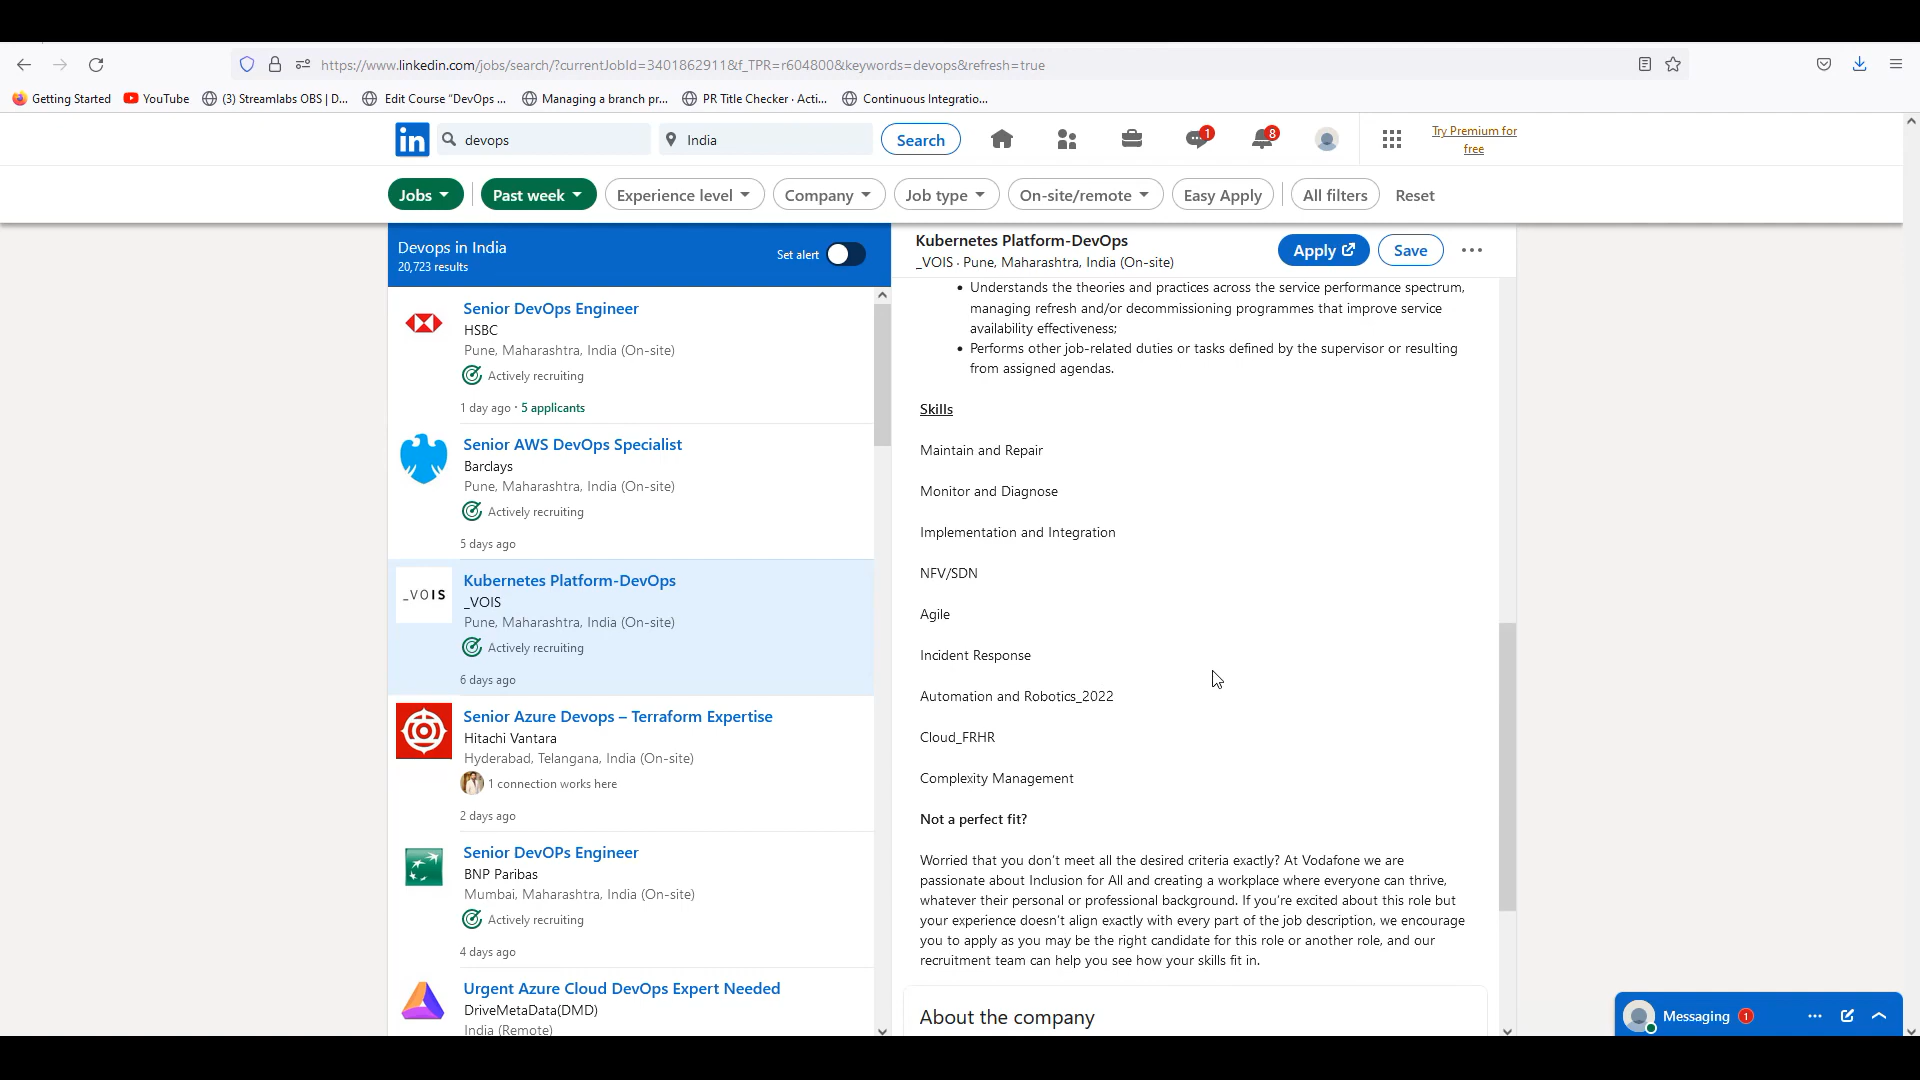 https://www.linkedin.com/jobs/search/?currentJobId=3401862911&f_TPR=r604800&keywords=devops&refresh=true
Getting Started YouTube (3) Streamlabs OBS | D... Edit Course "DevOps ... Managing a branch pr... PR Title Checker · Acti... Continuous Integratio...
in devops India Search 1 8 Try Premium for
free
Jobs Past week Experience level Company Job type On-site/remote Easy Apply All filters Reset
Devops in India
20,723 results
Set alert
Senior DevOps Engineer
HSBC
Pune, Maharashtra, India (On-site)
Actively recruiting
1 day ago · 5 applicants
Senior AWS DevOps Specialist
Barclays
Pune, Maharashtra, India (On-site)
Actively recruiting
5 days ago
_VOIS
Kubernetes Platform-DevOps
_VOIS
Pune, Maharashtra, India (On-site)
Actively recruiting
6 days ago
Senior Azure Devops – Terraform Expertise
Hitachi Vantara
Hyderabad, Telangana, India (On-site)
1 connection works here
2 days ago
Senior DevOPs Engineer
BNP Paribas
Mumbai, Maharashtra, India (On-site)
Actively recruiting
4 days ago
Urgent Azure Cloud DevOps Expert Needed
DriveMetaData(DMD)
India (Remote)
Kubernetes Platform-DevOps
_VOIS · Pune, Maharashtra, India (On-site)
Apply Save
• Understands the theories and practices across the service performance spectrum,
managing refresh and/or decommissioning programmes that improve service
availability effectiveness;
• Performs other job-related duties or tasks defined by the supervisor or resulting
from assigned agendas.
Skills
Maintain and Repair
Monitor and Diagnose
Implementation and Integration
NFV/SDN
Agile
Incident Response
Automation and Robotics_2022
Cloud_FRHR
Complexity Management
Not a perfect fit?
Worried that you don't meet all the desired criteria exactly? At Vodafone we are
passionate about Inclusion for All and creating a workplace where everyone can thrive,
whatever their personal or professional background. If you're excited about this role but
your experience doesn't align exactly with every part of the job description, we encourage
you to apply as you may be the right candidate for this role or another role, and our
recruitment team can help you see how your skills fit in.
About the company
Messaging 1